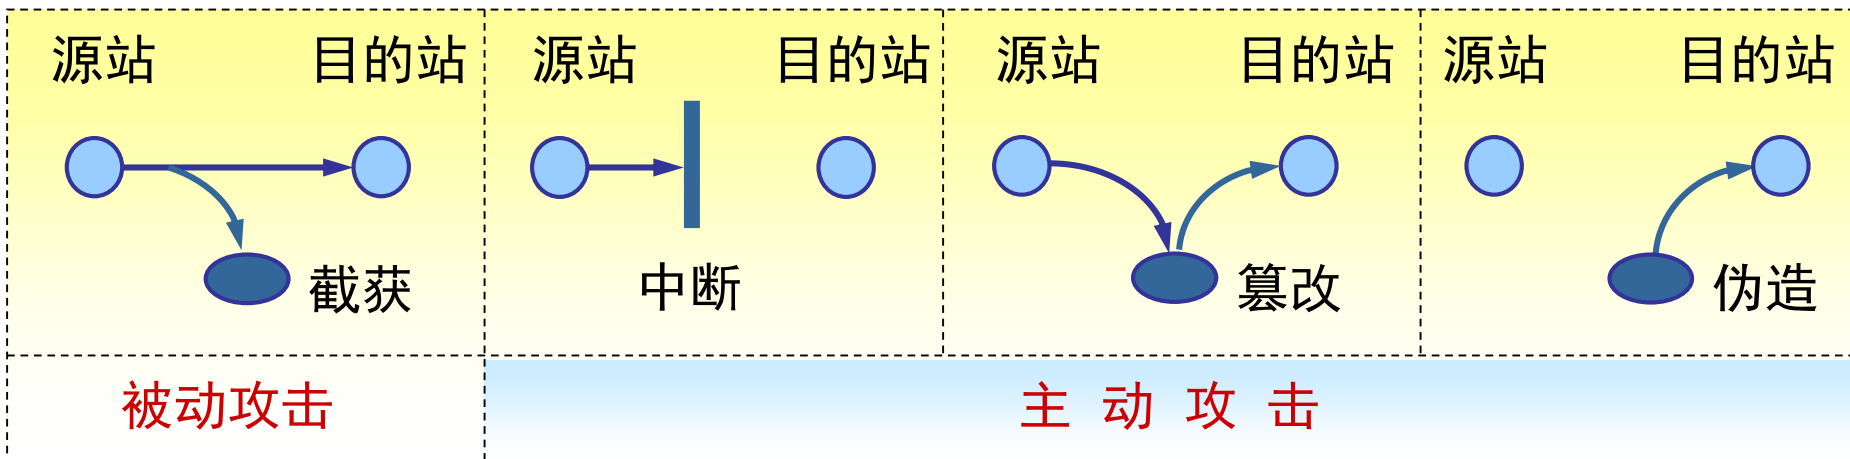 源站 目的站 源站 目的站 源站 目的站 源站 目的站
截获 中断 篡改 伪造
被动攻击 主 动 攻 击